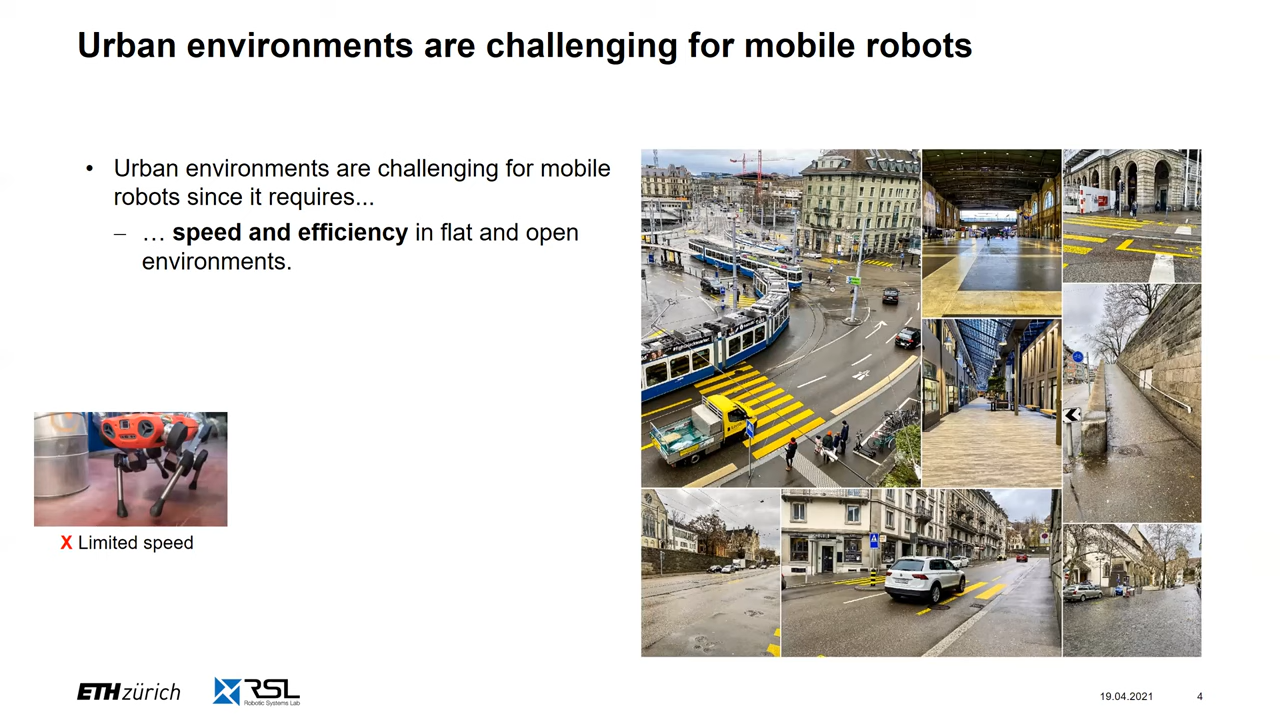 Urban environments are challenging for mobile robots
• Urban environments are challenging for mobile
robots since it requires...
– … speed and efficiency in flat and open
environments.
X Limited speed
ETH zürich
RSL
Robotic Systems Lab
19.04.2021
4